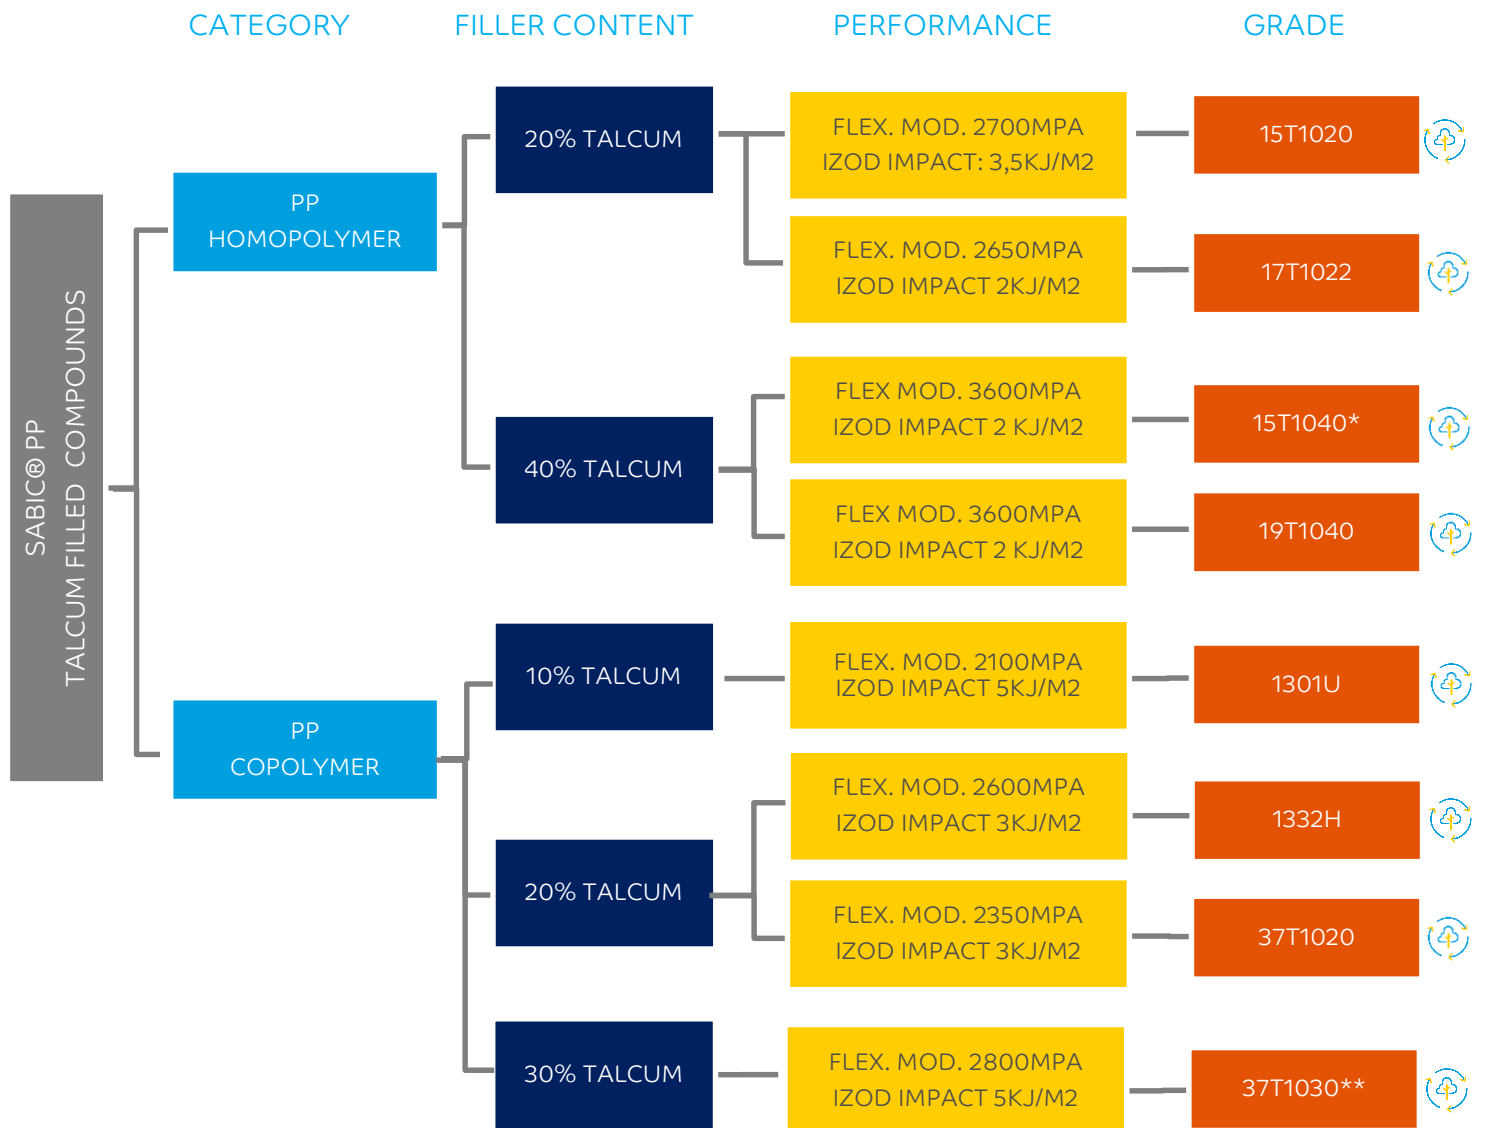 CATEGORY
FILLER CONTENT
PERFORMANCE
GRADE
SABIC® PP
TALCUM FILLED COMPOUNDS
PP
HOMOPOLYMER
20% TALCUM
FLEX. MOD. 2700MPA
IZOD IMPACT: 3,5KJ/M2
15T1020
FLEX. MOD. 2650MPA
IZOD IMPACT 2KJ/M2
17T1022
40% TALCUM
FLEX MOD. 3600MPA
IZOD IMPACT 2 KJ/M2
15T1040*
FLEX MOD. 3600MPA
IZOD IMPACT 2 KJ/M2
19T1040
PP
COPOLYMER
10% TALCUM
FLEX. MOD. 2100MPA
IZOD IMPACT 5KJ/M2
1301U
20% TALCUM
FLEX. MOD. 2600MPA
IZOD IMPACT 3KJ/M2
1332H
FLEX. MOD. 2350MPA
IZOD IMPACT 3KJ/M2
37T1020
30% TALCUM
FLEX. MOD. 2800MPA
IZOD IMPACT 5KJ/M2
37T1030**